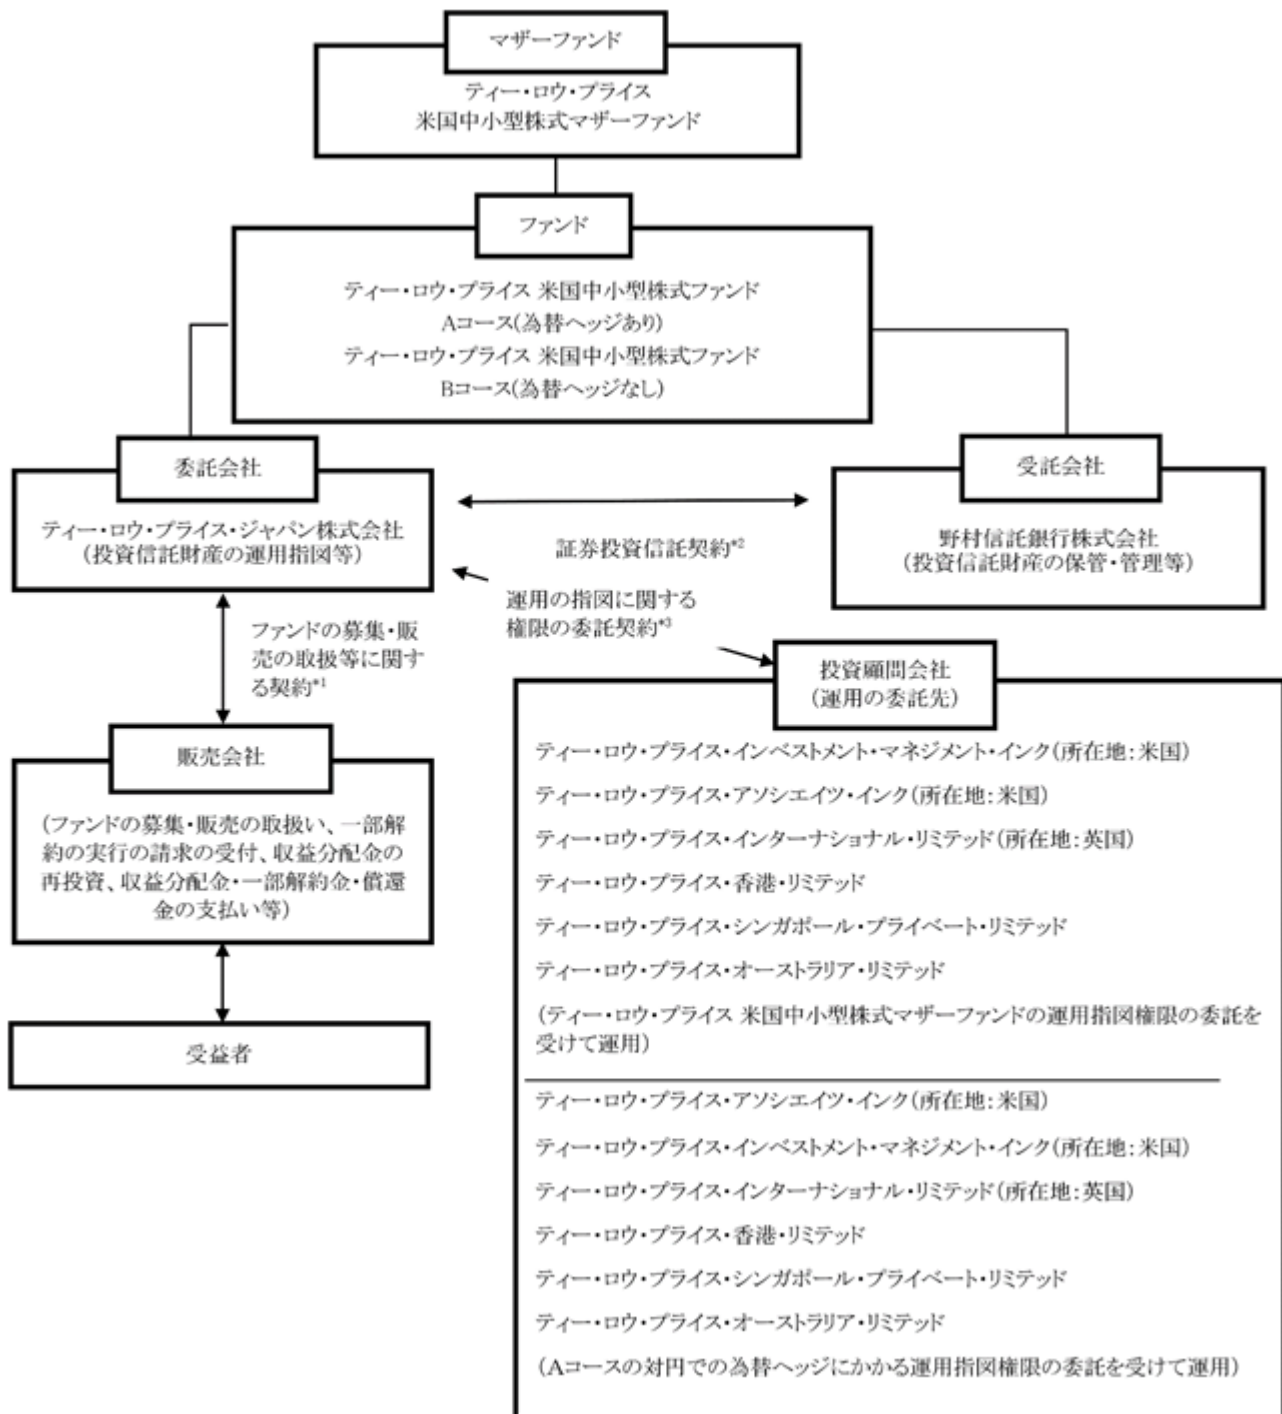 マザーファンド
ティー・ロウ・プライス
米国中小型株式マザーファンド
ファンド
ティー・ロウ・プライス 米国中小型株式ファンド
Aコース(為替ヘッジあり)
ティー・ロウ・プライス 米国中小型株式ファンド
Bコース(為替ヘッジなし)
委託会社
ティー・ロウ・プライス・ジャパン株式会社
(投資信託財産の運用指図等)
証券投資信託契約*2
受託会社
野村信託銀行株式会社
(投資信託財産の保管・管理等)
運用の指図に関する
権限の委託契約*3
ファンドの募集・販
売の取扱等に関す
る契約*1
販売会社
(ファンドの募集・販売の取扱い、一部解
約の実行の請求の受付、収益分配金の
再投資、収益分配金・一部解約金・償還
金の支払い等)
受益者
投資顧問会社
(運用の委託先)
ティー・ロウ・プライス・インベストメント・マネジメント・インク(所在地:米国)
ティー・ロウ・プライス・アソシエイツ・インク(所在地:米国)
ティー・ロウ・プライス・インターナショナル・リミテッド(所在地:英国)
ティー・ロウ・プライス・香港・リミテッド
ティー・ロウ・プライス・シンガポール・プライベート・リミテッド
ティー・ロウ・プライス・オーストラリア・リミテッド
(ティー・ロウ・プライス 米国中小型株式マザーファンドの運用指図権限の委託を
受けて運用)
ティー・ロウ・プライス・アソシエイツ・インク(所在地:米国)
ティー・ロウ・プライス・インベストメント・マネジメント・インク(所在地:米国)
ティー・ロウ・プライス・インターナショナル・リミテッド(所在地:英国)
ティー・ロウ・プライス・香港・リミテッド
ティー・ロウ・プライス・シンガポール・プライベート・リミテッド
ティー・ロウ・プライス・オーストラリア・リミテッド
(Aコースの対円での為替ヘッジにかかる運用指図権限の委託を受けて運用)